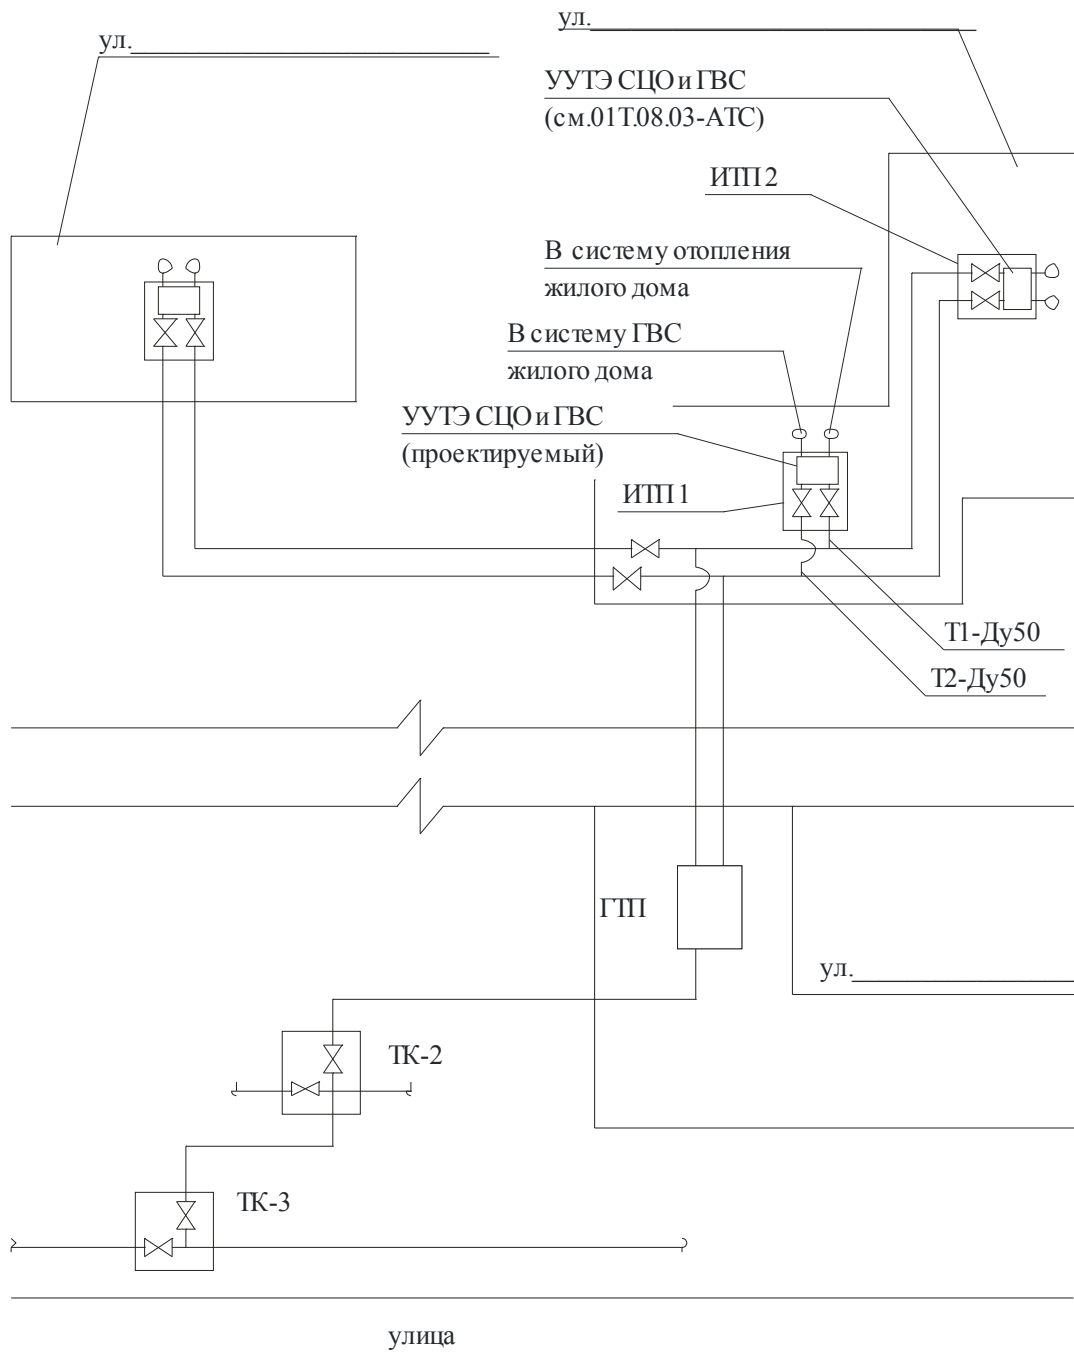 ул.
ул.
УУТЭ СЦО и ГВС
(см.01Т.08.03-АТС)
ИТП 2
В систему отопления
жилого дома
В систему ГВС
жилого дома
УУТЭ СЦО и ГВС
(проектируемый)
ИТП 1
Т1-Ду50
Т2-Ду50
ГТП
ул.
ТК-2
ТК-3
улица